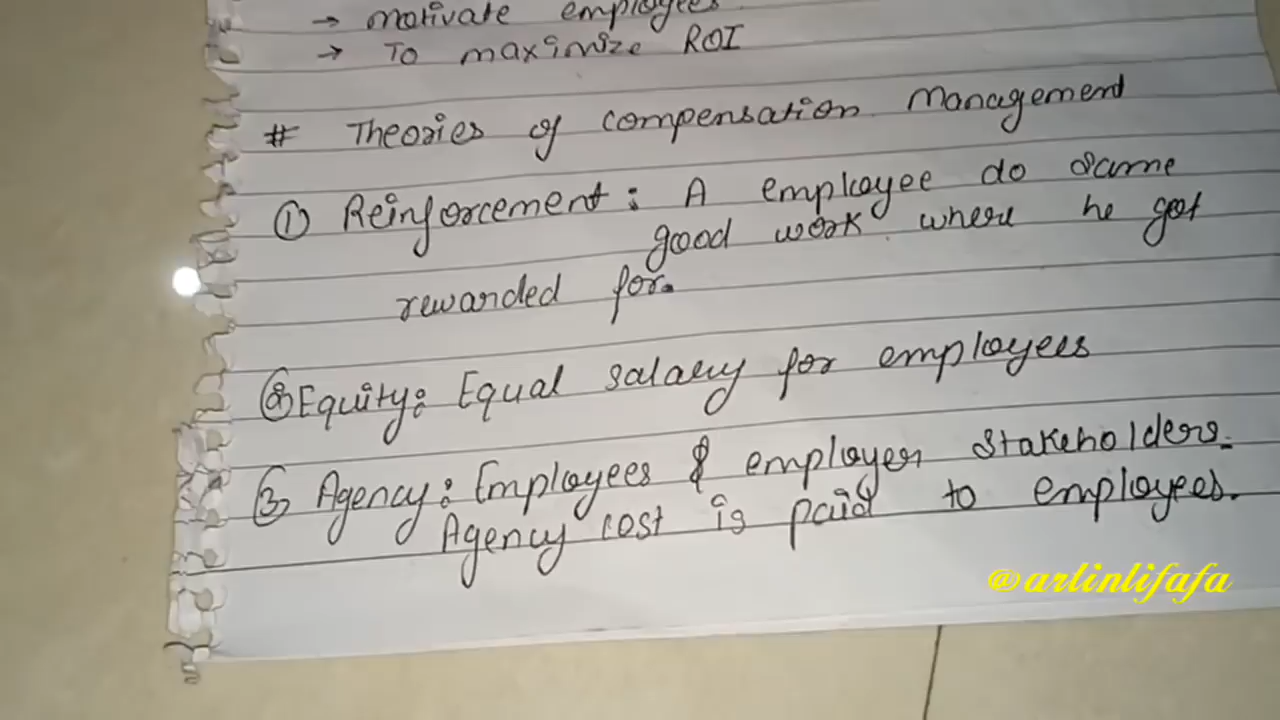 → motivate employees
→ To maximize ROI
# Theories of compensation management
① Reinforcement: A employee do same
good work where he got
rewarded for.
② Equity: Equal salary for employees
③ Agency: Employees & employer stakeholders.
Agency cost is paid to employees.
@artinlifafa